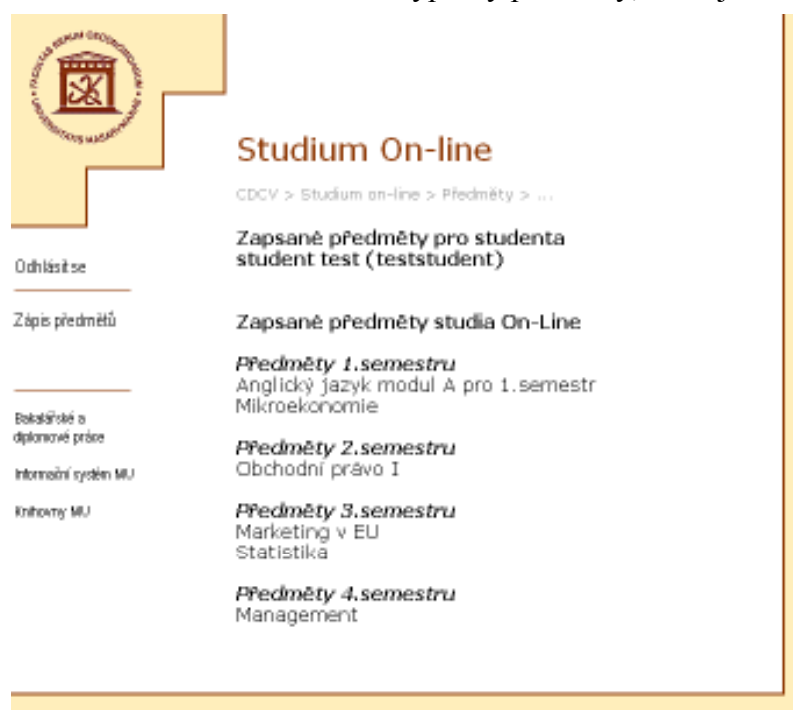 Studium On-line
CDCV > Studium on-line > Předměty > ...
Zapsané předměty pro studenta
student test (teststudent)
Odhlásit se
Zápis předmětů
Bakalářské a
diplomové práce
Informační systém MU
Knihovny MU
Zapsané předměty studia On-Line
Předměty 1.semestru
Anglický jazyk modul A pro 1.semestr
Mikroekonomie
Předměty 2.semestru
Obchodní právo I
Předměty 3.semestru
Marketing v EU
Statistika
Předměty 4.semestru
Management